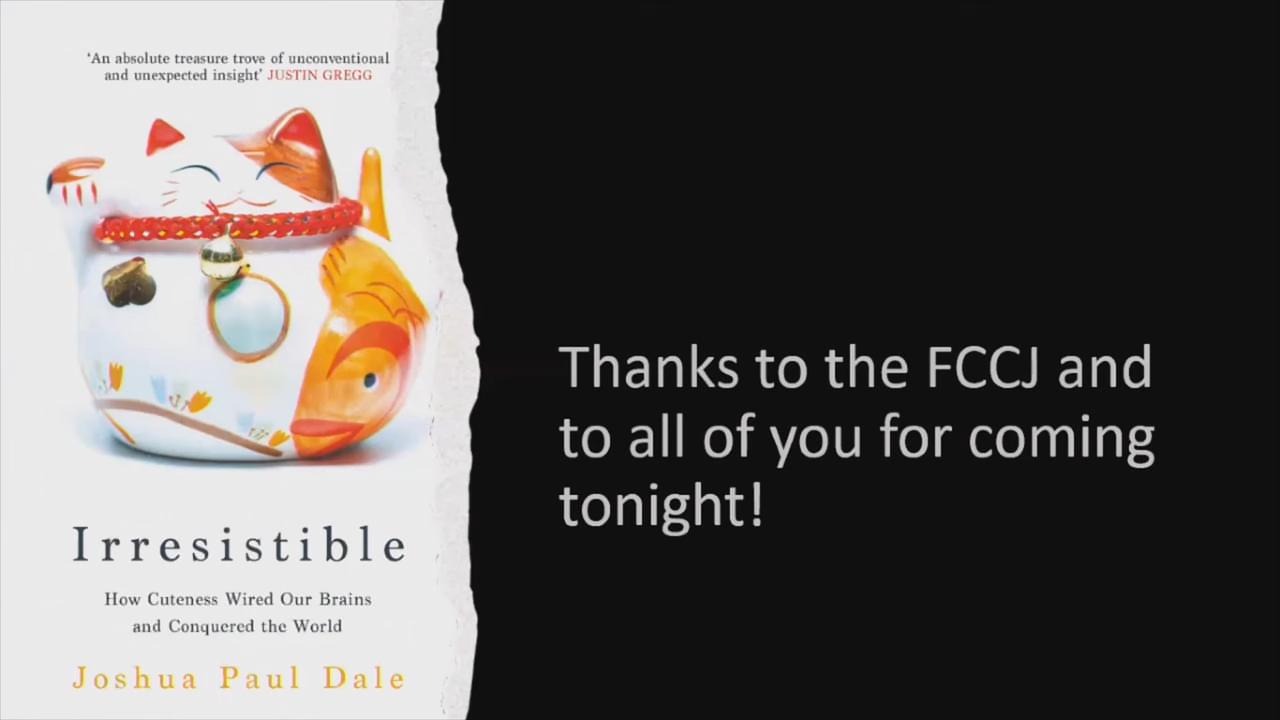 ‘An absolute treasure trove of unconventional
and unexpected insight’ JUSTIN GREGG
Irresistible
How Cuteness Wired Our Brains
and Conquered the World
Joshua Paul Dale
Thanks to the FCCJ and
to all of you for coming
tonight!